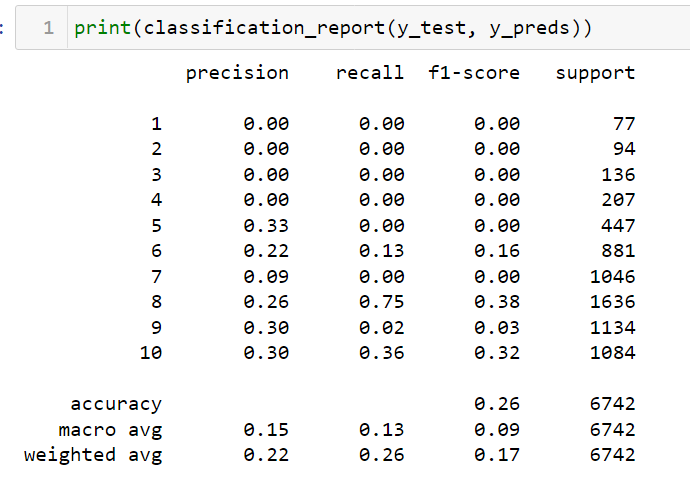 : 1 print(classification_report(y_test, y_preds))
precision recall f1-score support
1 0.00 0.00 0.00 77
2 0.00 0.00 0.00 94
3 0.00 0.00 0.00 136
4 0.00 0.00 0.00 207
5 0.33 0.00 0.00 447
6 0.22 0.13 0.16 881
7 0.09 0.00 0.00 1046
8 0.26 0.75 0.38 1636
9 0.30 0.02 0.03 1134
10 0.30 0.36 0.32 1084
accuracy 0.26 6742
macro avg 0.15 0.13 0.09 6742
weighted avg 0.22 0.26 0.17 6742